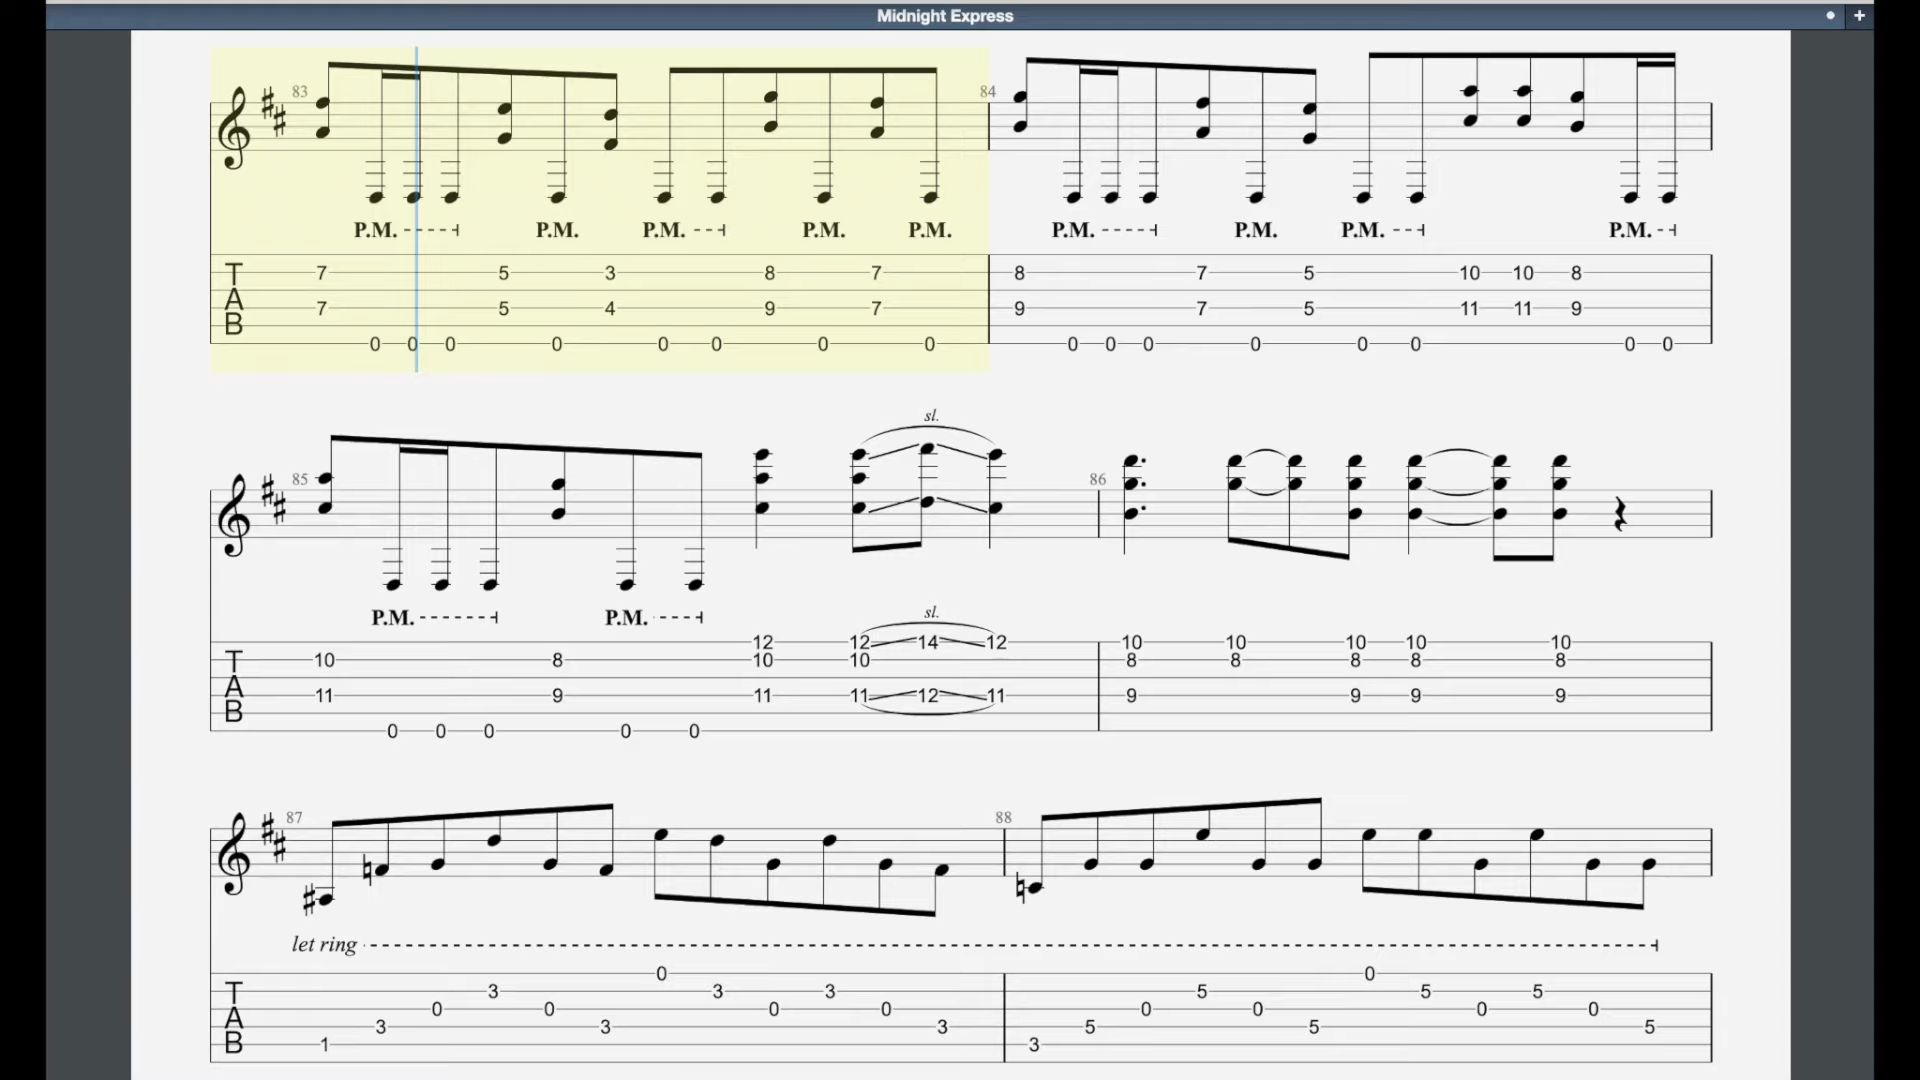 Midnight Express
83 84
P.M. P.M. P.M. P.M. P.M. P.M. P.M. P.M. P.M.
T 7 5 3 8 7 8 7 5 10 10 8
A 7 5 4 9 7 9 7 5 11 11 9
B
0 0 0 0 0 0 0 0 0 0 0 0 0 0 0 0
sl.
85 86
P.M. P.M. sl.
12 12 14 12 10 10 10 10 10
T 10 8 10 10 8 8 8 8 8
A 11 9 11 11 12 11 9 9 9 9
B
0 0 0 0 0
87 88
let ring
0 0
T 3 3 3 5 5 5
0 0 0 0 0 0 0 0
A 3 3 3 5 5 5
B 1 3